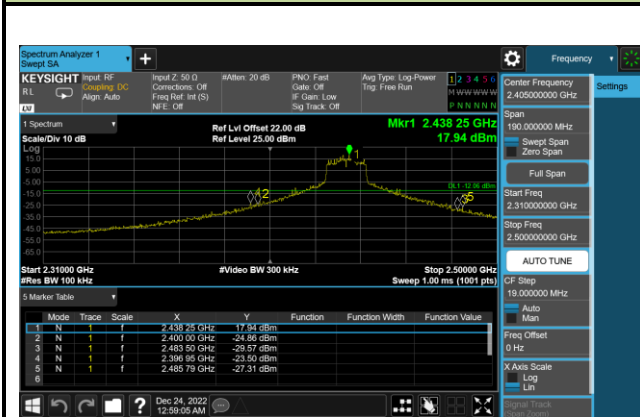 Spectrum Analyzer 1
Swept SA
+
Frequency
KEYSIGHT
RL
LXI
Input: RF
Coupling: DC
Align: Auto
Input Z: 50 Ω
Corrections: Off
Freq Ref: Int (S)
NFE: Off
#Atten: 20 dB
PNO: Fast
Gate: Off
IF Gain: Low
Sig Track: Off
Avg Type: Log-Power
Trig: Free Run
1 2 3 4 5 6
M W W W W W
P N N N N N
1 Spectrum
Scale/Div 10 dB
Ref Lvl Offset 22.00 dB
Ref Level 25.00 dBm
Mkr1 2.438 25 GHz
17.94 dBm
Log
15.0
5.00
-5.00
-15.0
-25.0
-35.0
-45.0
-55.0
-65.0
1
2
5
DL1 -12.06 dBm
Start 2.31000 GHz
#Res BW 100 kHz
#Video BW 300 kHz
Stop 2.50000 GHz
Sweep 1.00 ms (1001 pts)
5 Marker Table
Mode Trace Scale X Y Function Function Width Function Value
1 N 1 f 2.438 25 GHz 17.94 dBm
2 N 1 f 2.400 00 GHz -24.86 dBm
3 N 1 f 2.483 50 GHz -29.57 dBm
4 N 1 f 2.396 95 GHz -23.50 dBm
5 N 1 f 2.485 79 GHz -27.31 dBm
6
?
Dec 24, 2022
12:59:05 AM
Center Frequency
2.405000000 GHz
Span
190.000000 MHz
Swept Span
Zero Span
Full Span
Start Freq
2.310000000 GHz
Stop Freq
2.500000000 GHz
AUTO TUNE
CF Step
19.000000 MHz
Auto
Man
Freq Offset
0 Hz
X Axis Scale
Log
Lin
Signal Track
(Span Zoom)
Settings